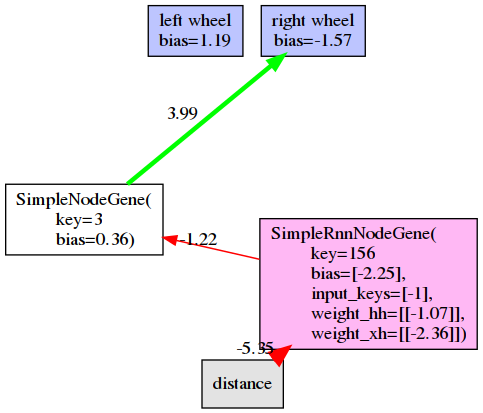 left wheel
bias=1.19
right wheel
bias=-1.57
3.99
SimpleNodeGene(
key=3
bias=0.36)
-1.22
SimpleRnnNodeGene(
key=156
bias=[-2.25],
input_keys=[-1],
weight_hh=[[-1.07]],
weight_xh=[[-2.36]])
-5.35
distance